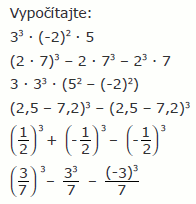 Vypočítajte:
3³ · (-2)² · 5
(2 · 7)³ – 2 · 7³ – 2³ · 7
3 · 3³ · (5² – (-2)²)
(2,5 – 7,2)³ – (2,5 – 7,2)³
(1/2)³ + (-1/2)³ – (-1/2)³
(3/7)³ – 3³/7 – (-3)³/7